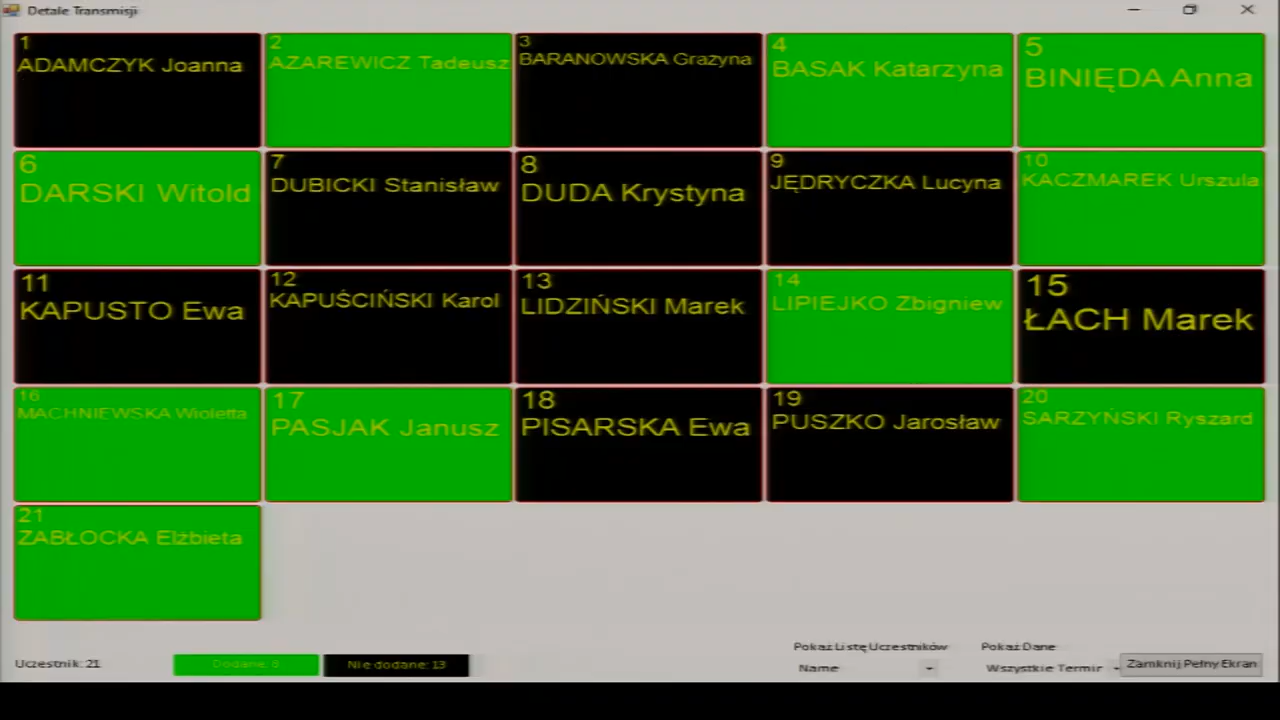 Detale Transmisji
1
ADAMCZYK Joanna
2
AZAREWICZ Tadeusz
3
BARANOWSKA Grażyna
4
BASAK Katarzyna
5
BINIĘDA Anna
6
DARSKI Witold
7
DUBICKI Stanisław
8
DUDA Krystyna
9
JĘDRYCZKA Lucyna
10
KACZMAREK Urszula
11
KAPUSTO Ewa
12
KAPUŚCIŃSKI Karol
13
LIDZIŃSKI Marek
14
LIPIEJKO Zbigniew
15
ŁACH Marek
16
MACHNIEWSKA Wioletta
17
PASJAK Janusz
18
PISARSKA Ewa
19
PUSZKO Jarosław
20
SARZYŃSKI Ryszard
21
ZABŁOCKA Elżbieta
Uczestnik: 21
Dodane: 8
Nie dodane: 13
Pokaż Listę Uczestników
Name
Pokaż Dane
Wszystkie Termir
Zamknij Pełny Ekran